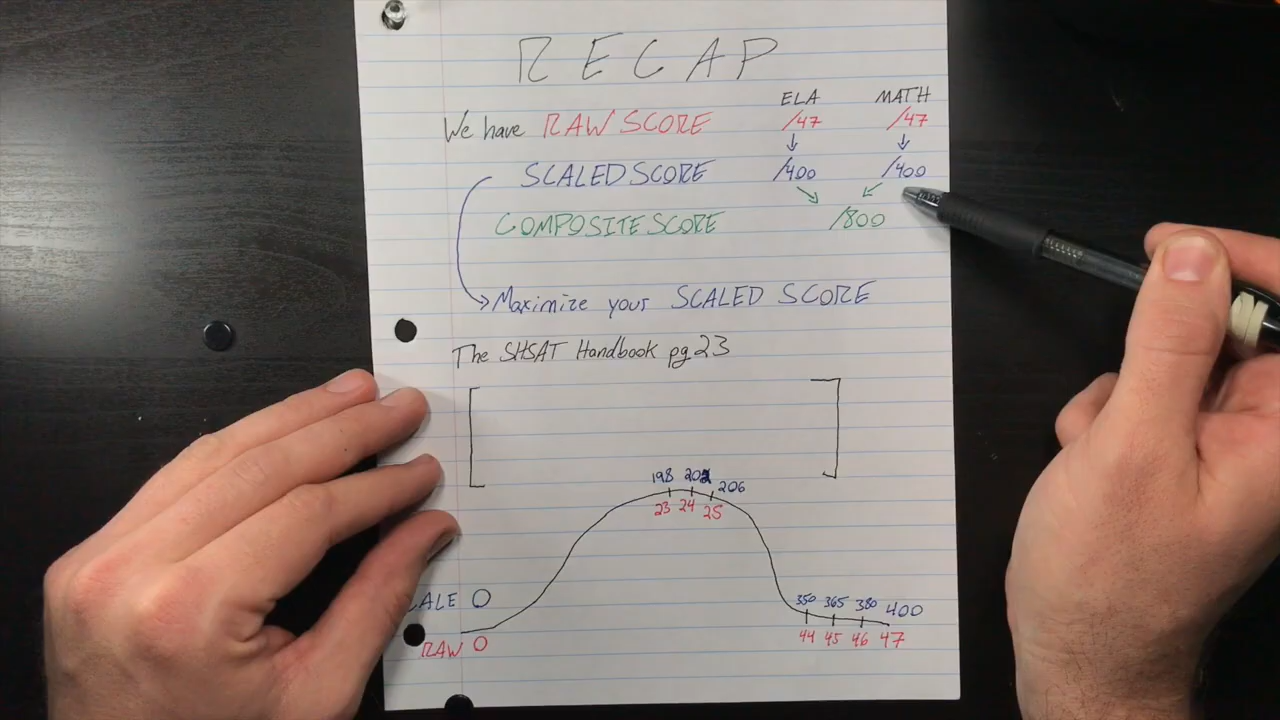 RECAP
ELA MATH
We have RAW SCORE /47 /47
SCALED SCORE /400 /400
COMPOSITE SCORE /800
Maximize your SCALED SCORE
The SHSAT Handbook pg 23
198 202 206
23 24 25
ALE 0 350 365 380 400
RAW 0 44 45 46 47